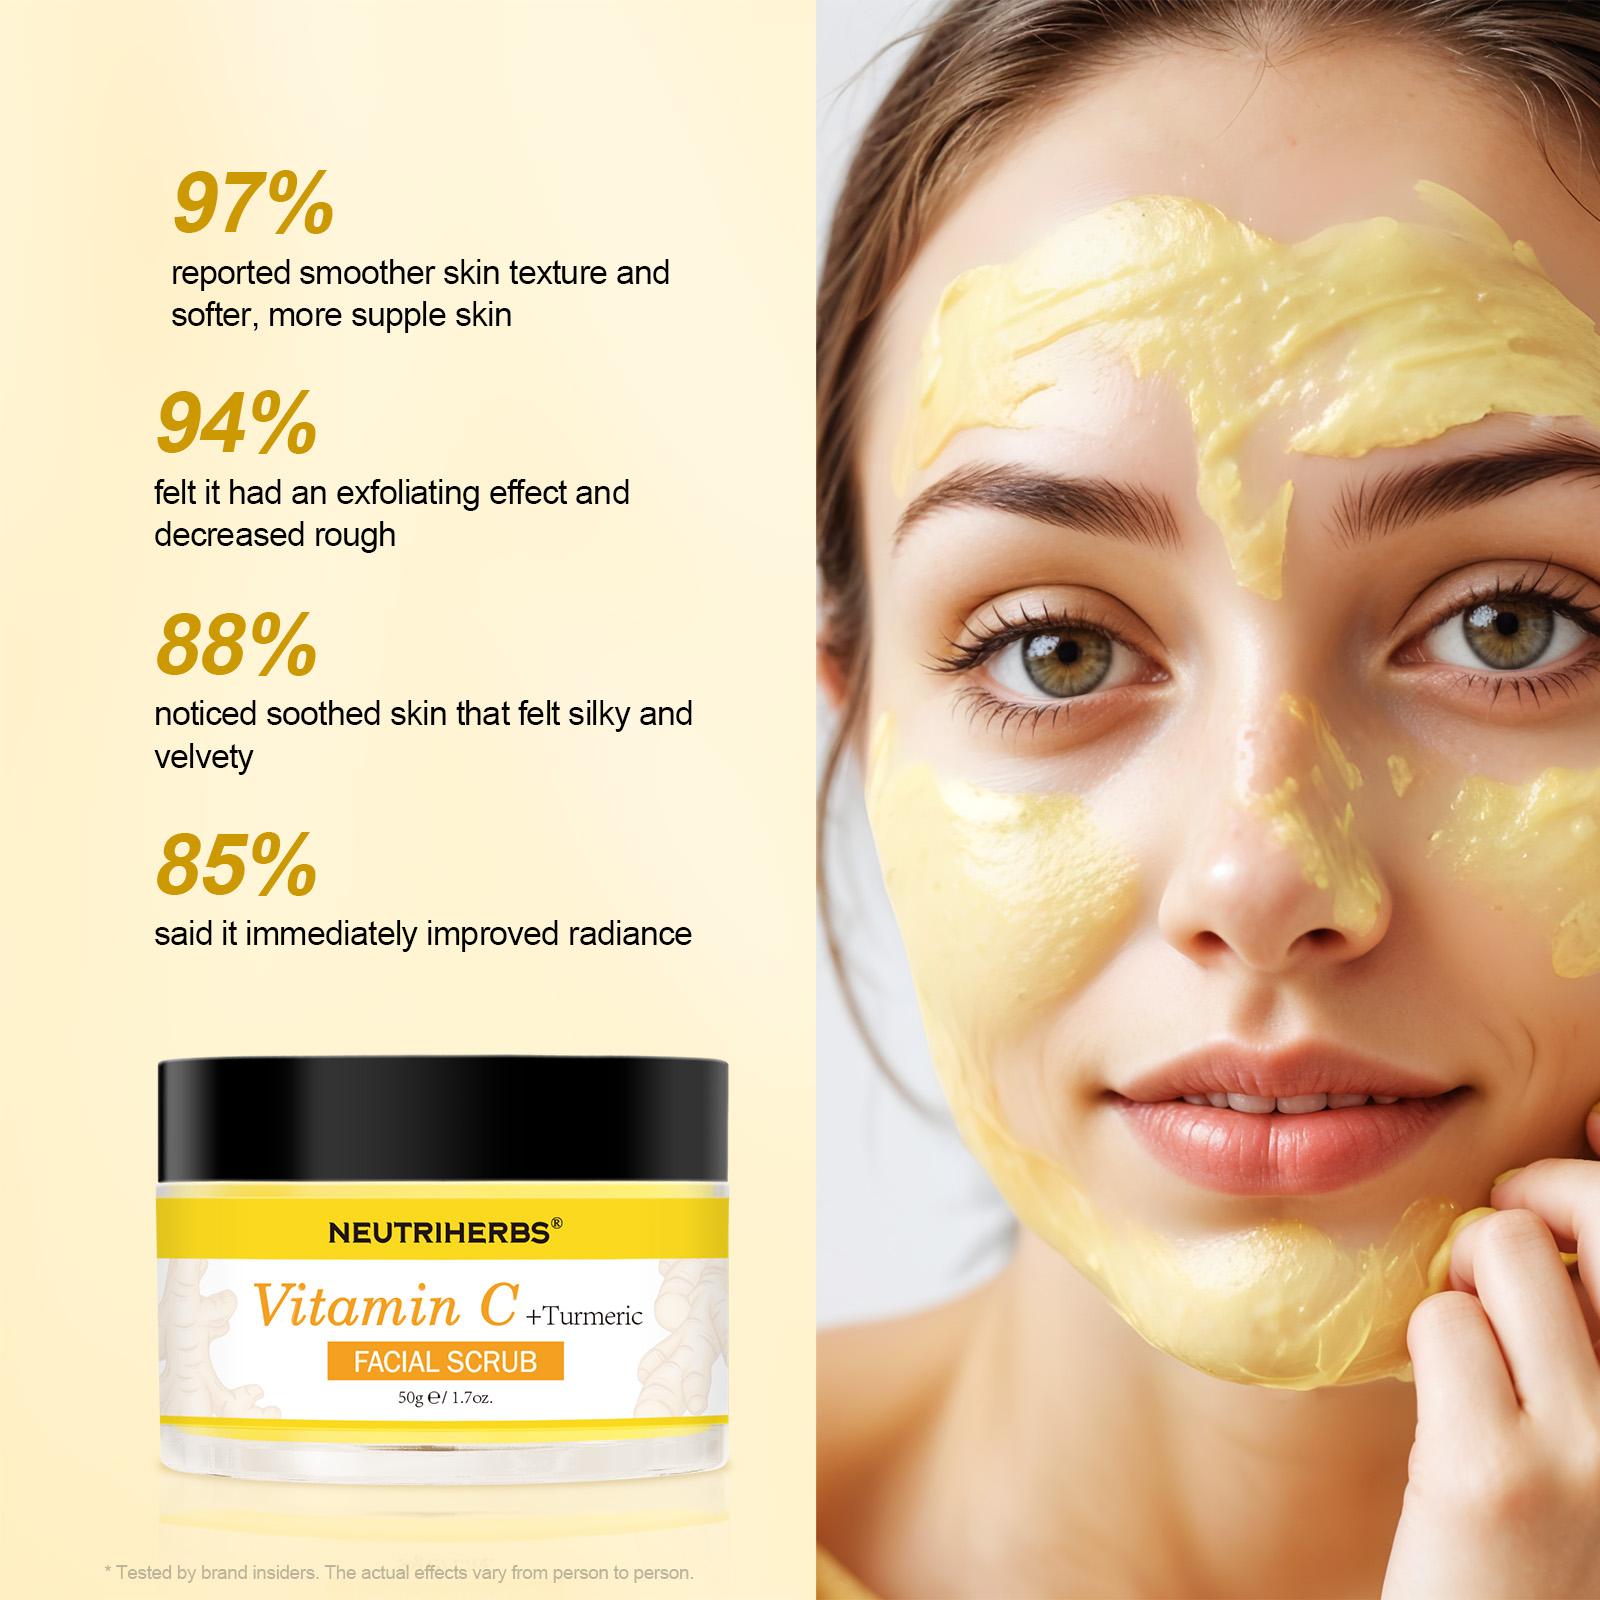 97%
reported smoother skin texture and
softer, more supple skin
94%
felt it had an exfoliating effect and
decreased rough
88%
noticed soothed skin that felt silky and
velvety
85%
said it immediately improved radiance
NEUTRIHERBS®
Vitamin C +Turmeric
FACIAL SCRUB
50g ℮/ 1.7oz.
* Tested by brand insiders. The actual effects vary from person to person.